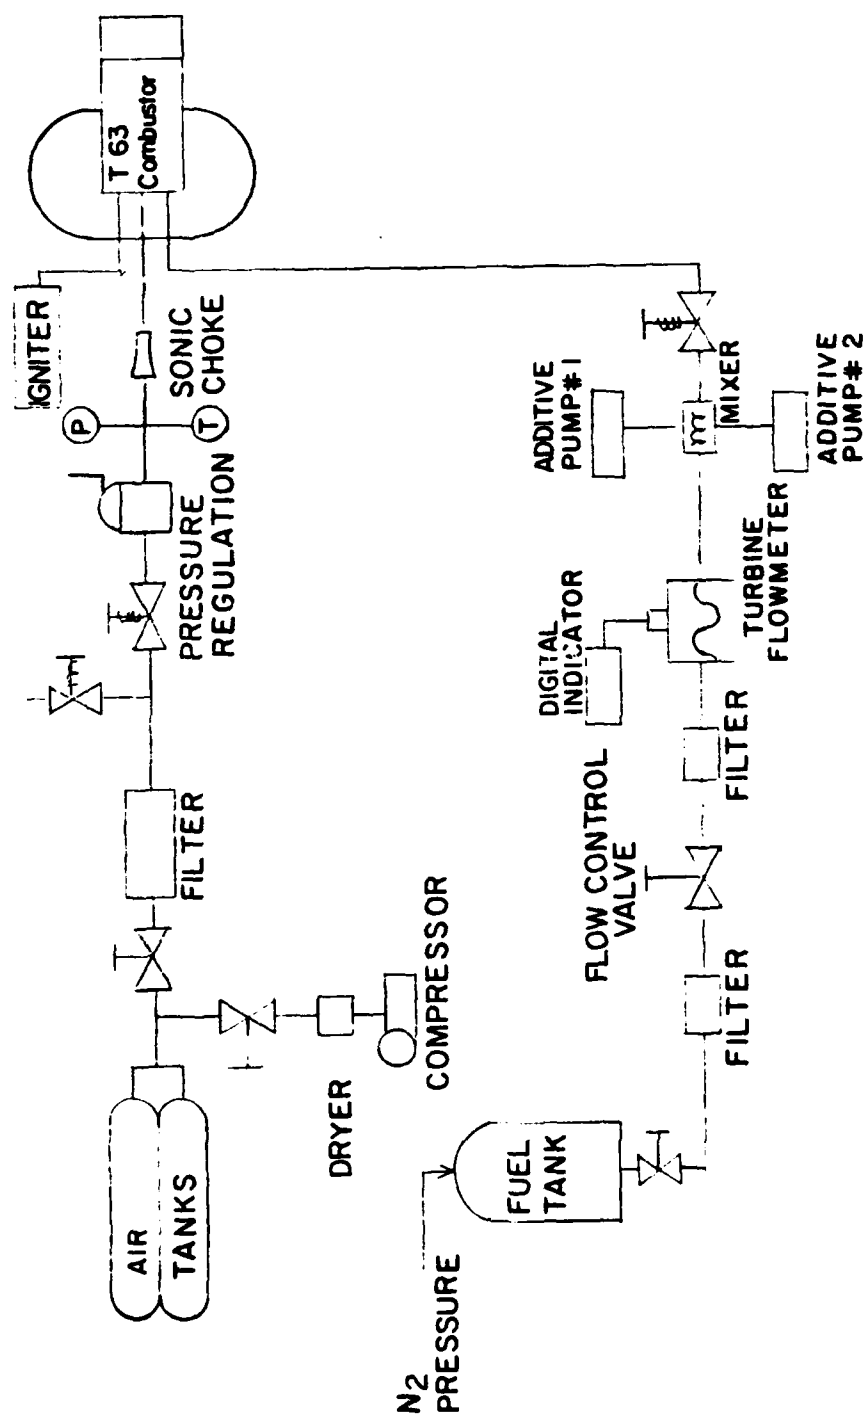 AIR
TANKS
DRYER
COMPRESSOR
FILTER
PRESSURE
REGULATION
P
T
SONIC
CHOKE
IGNITER
T 63
Combustor
N2
PRESSURE
FUEL
TANK
FILTER
FLOW CONTROL
VALVE
FILTER
DIGITAL
INDICATOR
TURBINE
FLOWMETER
ADDITIVE
PUMP# 1
MIXER
ADDITIVE
PUMP# 2